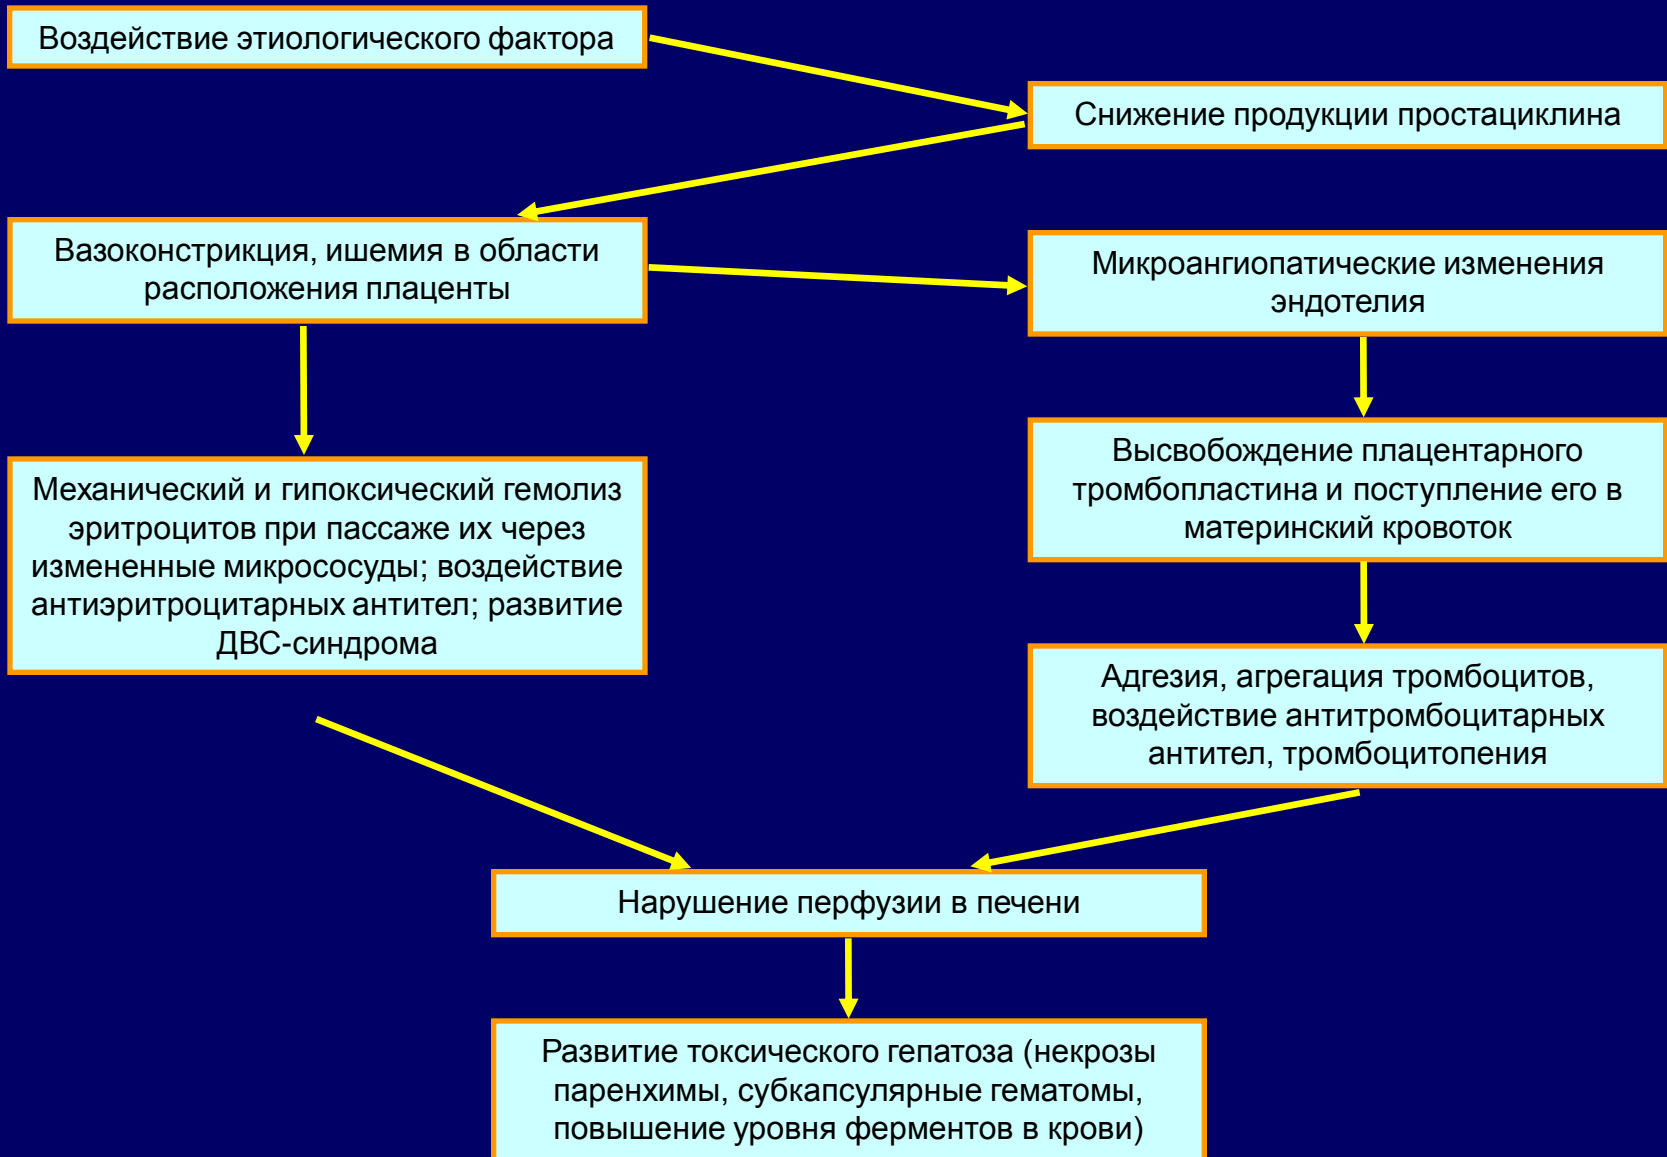 Воздействие этиологического фактора
Снижение продукции простациклина
Вазоконстрикция, ишемия в области
расположения плаценты
Микроангиопатические изменения
эндотелия
Высвобождение плацентарного
тромбопластина и поступление его в
материнский кровоток
Механический и гипоксический гемолиз
эритроцитов при пассаже их через
измененные микрососуды; воздействие
антиэритроцитарных антител; развитие
ДВС-синдрома
Адгезия, агрегация тромбоцитов,
воздействие антитромбоцитарных
антител, тромбоцитопения
Нарушение перфузии в печени
Развитие токсического гепатоза (некрозы
паренхимы, субкапсулярные гематомы,
повышение уровня ферментов в крови)